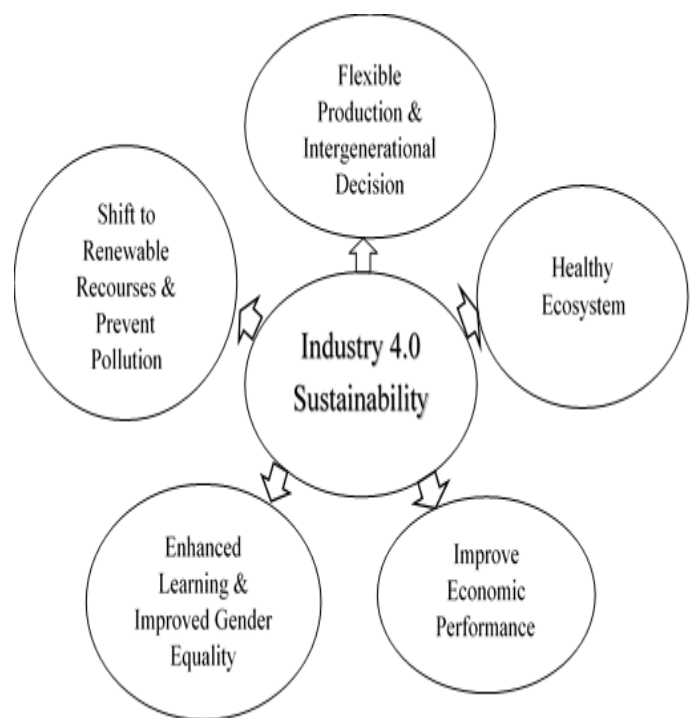 Flexible
Production &
Intergenerational
Decision
Shift to
Renewable
Recourses &
Prevent
Pollution
Healthy
Ecosystem
Industry 4.0
Sustainability
Enhanced
Learning &
Improved Gender
Equality
Improve
Economic
Performance